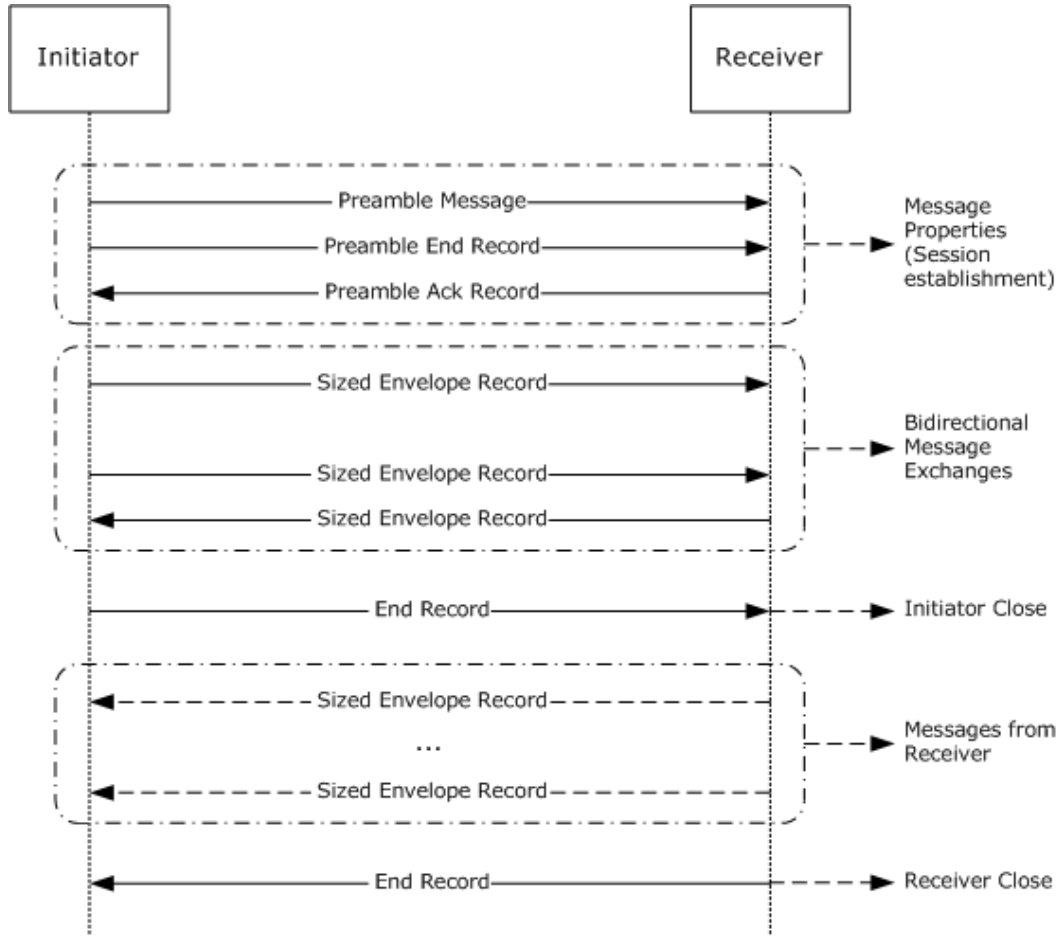 Initiator
Receiver
Preamble Message
Preamble End Record
Preamble Ack Record
Message
Properties
(Session
establishment)
Sized Envelope Record
Sized Envelope Record
Sized Envelope Record
Bidirectional
Message
Exchanges
End Record
Initiator Close
Sized Envelope Record
...
Sized Envelope Record
Messages from
Receiver
End Record
Receiver Close